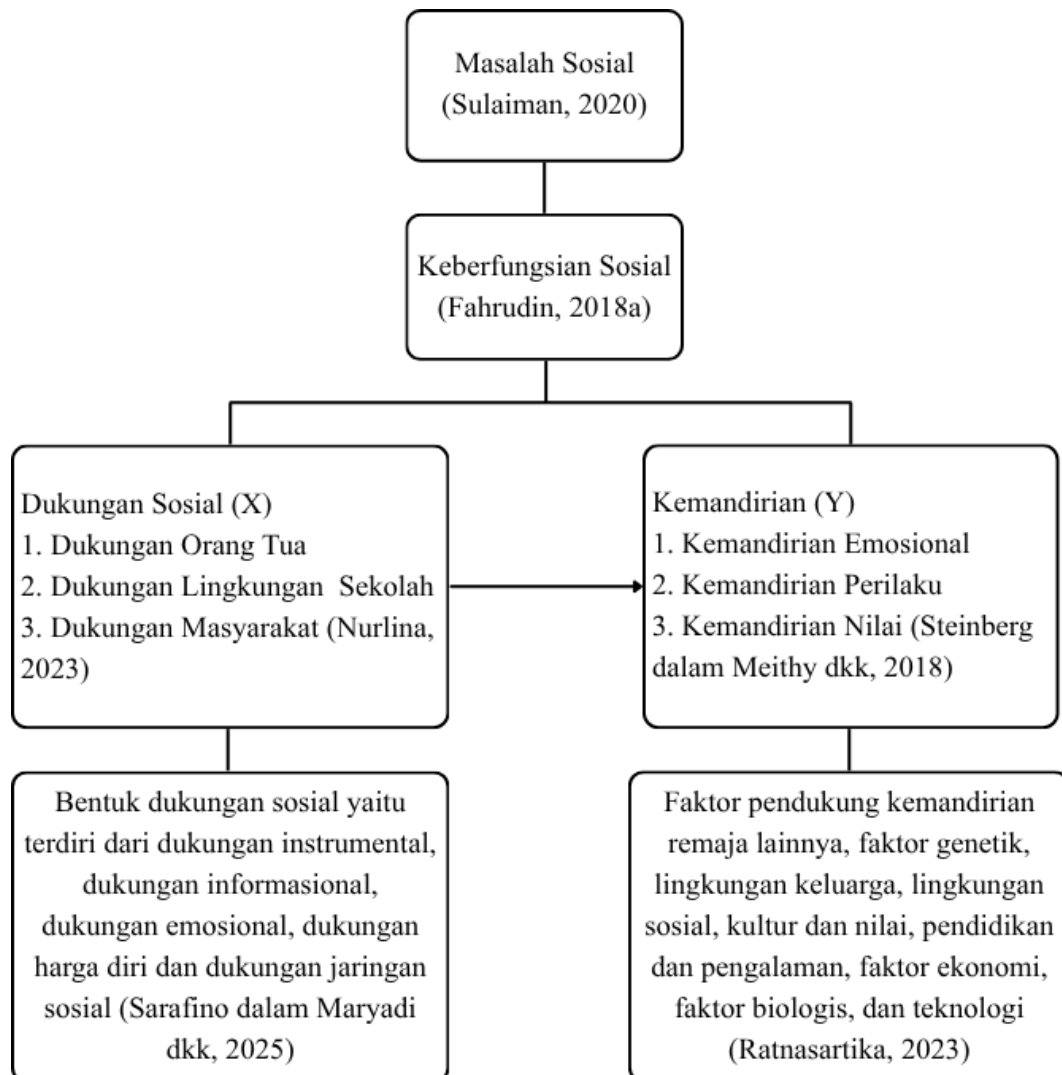 Masalah Sosial
(Sulaiman, 2020)
Keberfungsian Sosial
(Fahrudin, 2018a)
Dukungan Sosial (X)
1. Dukungan Orang Tua
2. Dukungan Lingkungan Sekolah
3. Dukungan Masyarakat (Nurlina,
2023)
Kemandirian (Y)
1. Kemandirian Emosional
2. Kemandirian Perilaku
3. Kemandirian Nilai (Steinberg
dalam Meithy dkk, 2018)
Bentuk dukungan sosial yaitu
terdiri dari dukungan instrumental,
dukungan informasional,
dukungan emosional, dukungan
harga diri dan dukungan jaringan
sosial (Sarafino dalam Maryadi
dkk, 2025)
Faktor pendukung kemandirian
remaja lainnya, faktor genetik,
lingkungan keluarga, lingkungan
sosial, kultur dan nilai, pendidikan
dan pengalaman, faktor ekonomi,
faktor biologis, dan teknologi
(Ratnasartika, 2023)